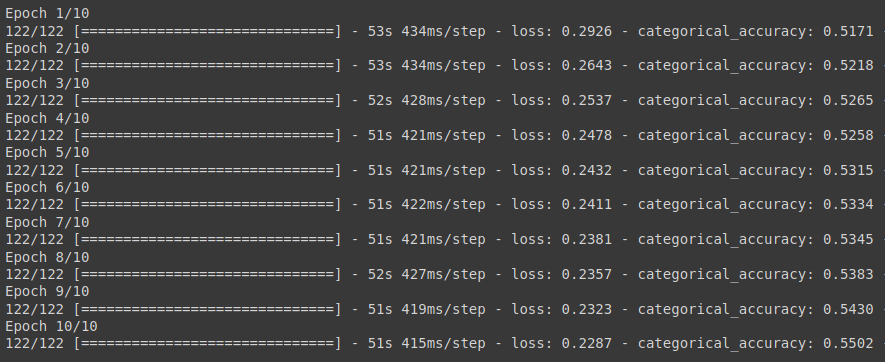 Epoch 1/10
122/122 [==============================] - 53s 434ms/step - loss: 0.2926 - categorical_accuracy: 0.5171 -
Epoch 2/10
122/122 [==============================] - 53s 434ms/step - loss: 0.2643 - categorical_accuracy: 0.5218 -
Epoch 3/10
122/122 [==============================] - 52s 428ms/step - loss: 0.2537 - categorical_accuracy: 0.5265 -
Epoch 4/10
122/122 [==============================] - 51s 421ms/step - loss: 0.2478 - categorical_accuracy: 0.5258 -
Epoch 5/10
122/122 [==============================] - 51s 421ms/step - loss: 0.2432 - categorical_accuracy: 0.5315 -
Epoch 6/10
122/122 [==============================] - 51s 422ms/step - loss: 0.2411 - categorical_accuracy: 0.5334 -
Epoch 7/10
122/122 [==============================] - 51s 421ms/step - loss: 0.2381 - categorical_accuracy: 0.5345 -
Epoch 8/10
122/122 [==============================] - 52s 427ms/step - loss: 0.2357 - categorical_accuracy: 0.5383 -
Epoch 9/10
122/122 [==============================] - 51s 419ms/step - loss: 0.2323 - categorical_accuracy: 0.5430 -
Epoch 10/10
122/122 [==============================] - 51s 415ms/step - loss: 0.2287 - categorical_accuracy: 0.5502 -